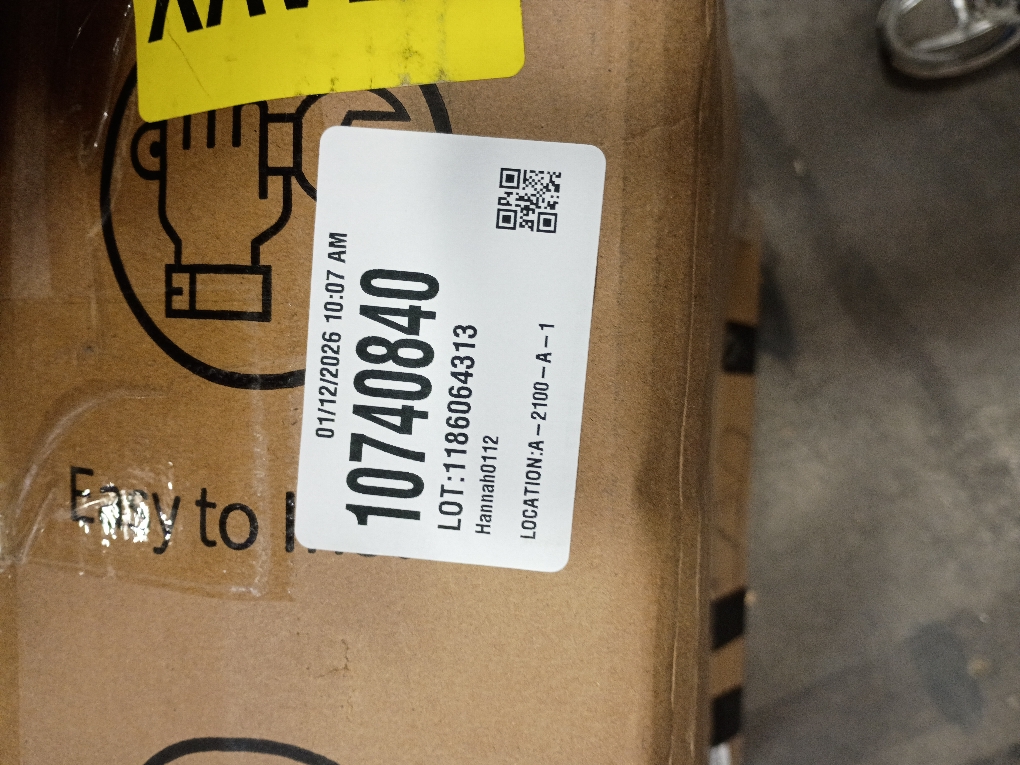 01/12/2026 10:07 AM
10740840
LOT:1186064313
Hannah0112
LOCATION:A-2100-A-1
Easy to